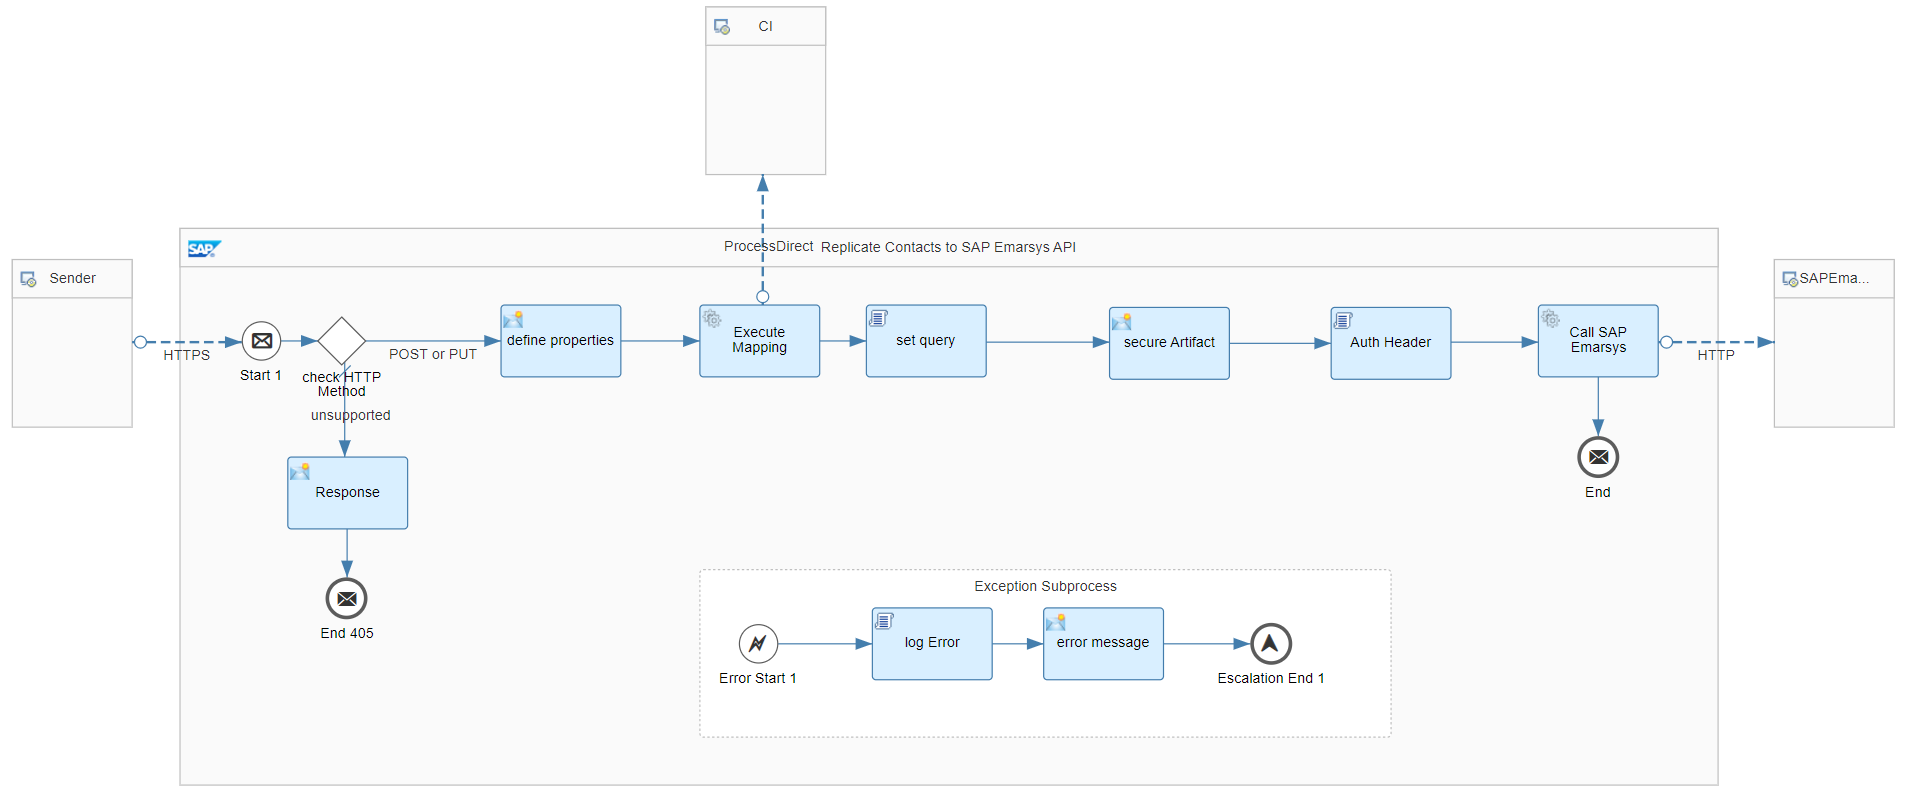 CI
SAP
ProcessDirect
Replicate Contacts to SAP Emarsys API
Sender
HTTPS
Start 1
check HTTP
Method
POST or PUT
unsupported
define properties
Execute
Mapping
set query
secure Artifact
Auth Header
Call SAP
Emarsys
HTTP
SAPEma...
End
Response
End 405
Exception Subprocess
Error Start 1
log Error
error message
Escalation End 1